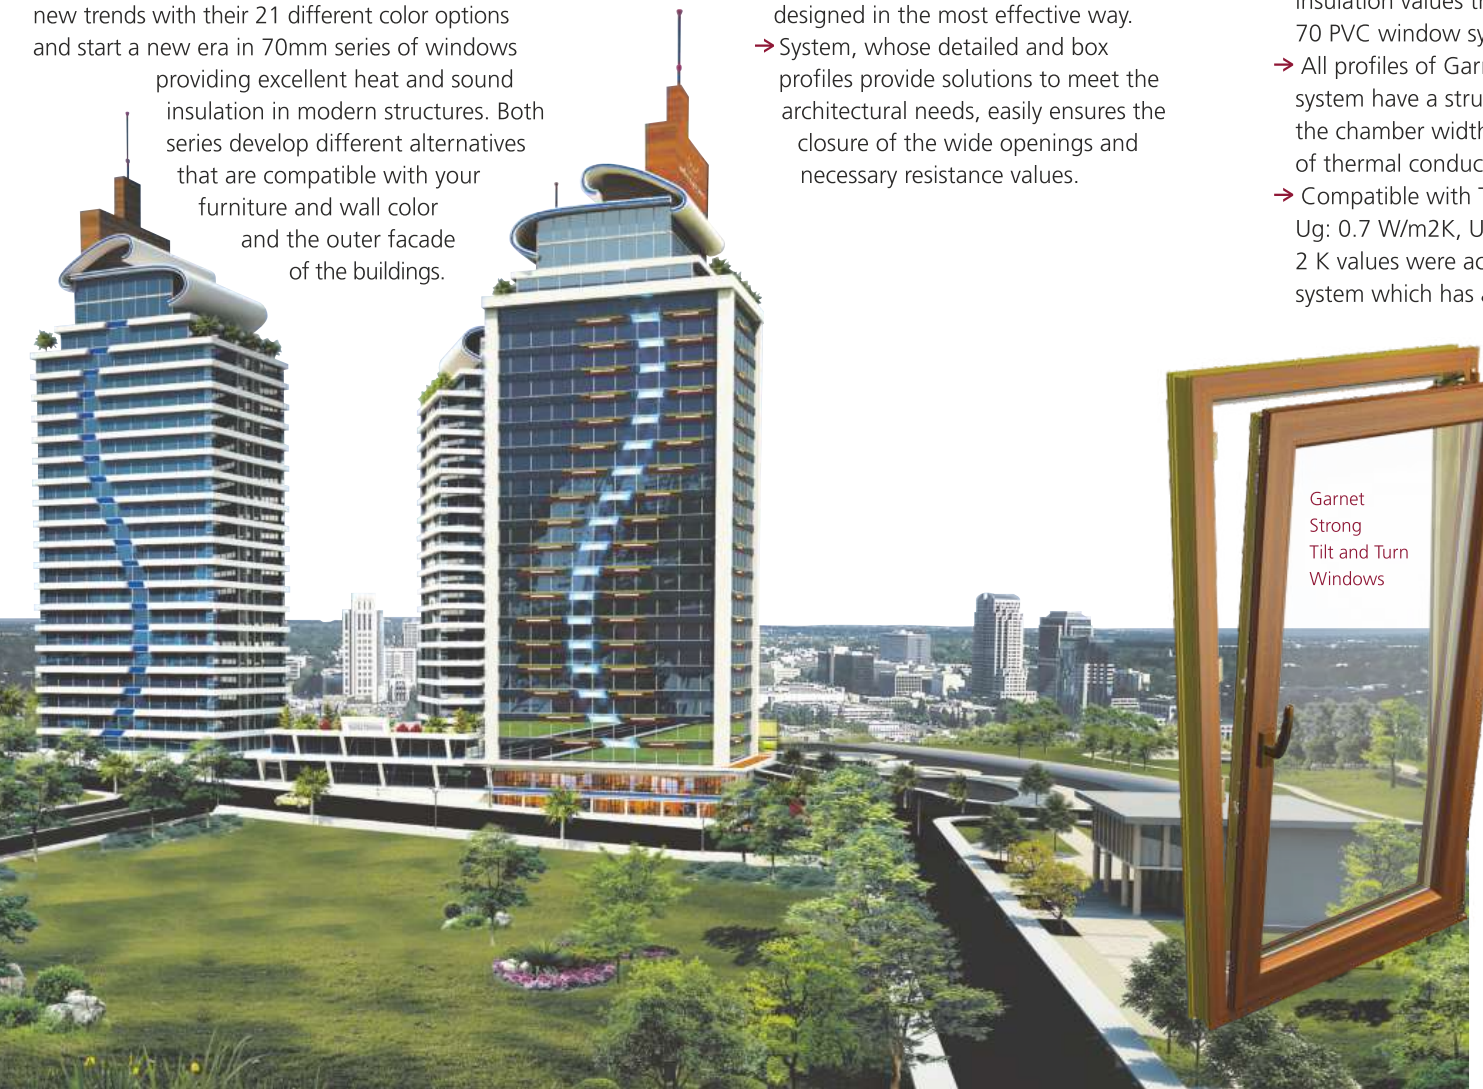 new trends with their 21 different color options
and start a new era in 70mm series of windows
providing excellent heat and sound
insulation in modern structures. Both
series develop different alternatives
that are compatible with your
furniture and wall color
and the outer facade
of the buildings.
designed in the most effective way.
→ System, whose detailed and box
profiles provide solutions to meet the
architectural needs, easily ensures the
closure of the wide openings and
necessary resistance values.
insulation values
70 PVC window
→ All profiles of
system have a
the chamber
of thermal
→ Compatible with
Ug: 0.7 W/m2K,
2 K values were
system which has
Garnet
Strong
Tilt and Turn
Windows